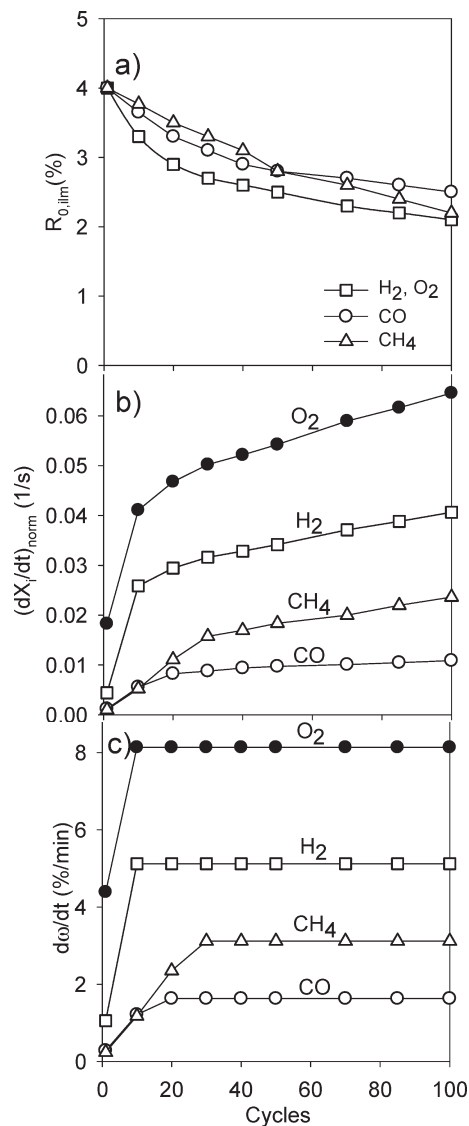 a)
R0,ilm(%)
5
4
3
2
1
0
H2, O2
CO
CH4
b)
(dXi/dt)norm (1/s)
0.06
0.05
0.04
0.03
0.02
0.01
0.00
O2
H2
CH4
CO
c)
dω/dt (%/min)
8
6
4
2
0
O2
H2
CH4
CO
0 20 40 60 80 100
Cycles